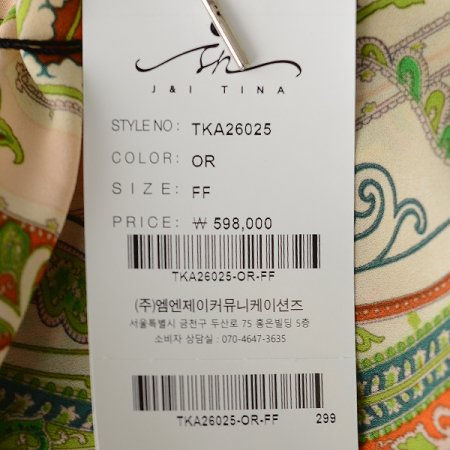 sh
J & I TINA
STYLE NO : TKA26025
COLOR: OR
SIZE: FF
PRICE: ₩ 598,000
TKA26025-OR-FF
(주)엠엔제이커뮤니케이션즈
서울특별시 금천구 두산로 75 홍은빌딩 5층
소비자 상담실 : 070-4647-3635
TKA26025-OR-FF 299